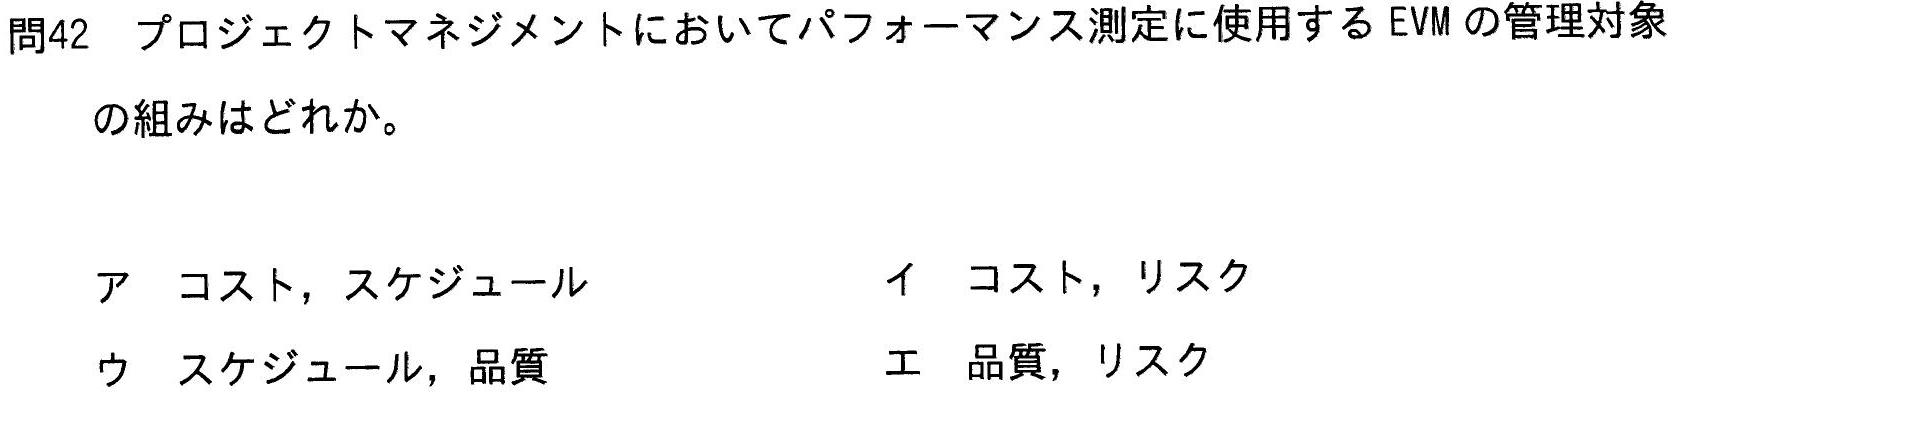 問42　プロジェクトマネジメントにおいてパフォーマンス測定に使用する EVM の管理対象
の組みはどれか。
ア　コスト，スケジュール　イ　コスト，リスク
ウ　スケジュール，品質　エ　品質，リスク